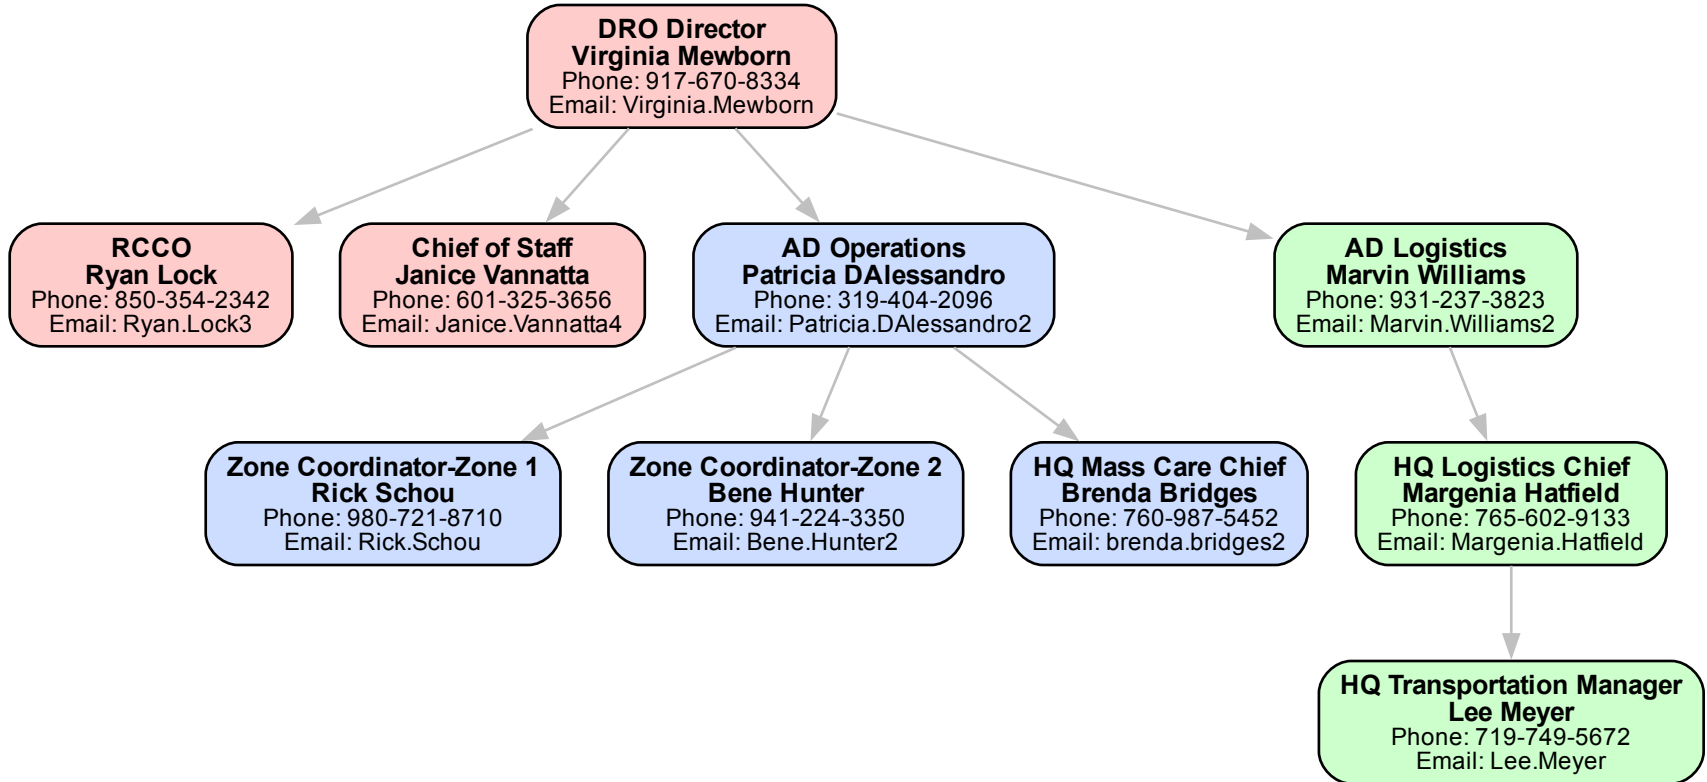 DRO Director
Virginia Mewborn
Phone: 917-670-8334
Email: Virginia.Mewborn
RCCO
Ryan Lock
Phone: 850-354-2342
Email: Ryan.Lock3
Chief of Staff
Janice Vannatta
Phone: 601-325-3656
Email: Janice.Vannatta4
AD Operations
Patricia DAlessandro
Phone: 319-404-2096
Email: Patricia.DAlessandro2
AD Logistics
Marvin Williams
Phone: 931-237-3823
Email: Marvin.Williams2
Zone Coordinator-Zone 1
Rick Schou
Phone: 980-721-8710
Email: Rick.Schou
Zone Coordinator-Zone 2
Bene Hunter
Phone: 941-224-3350
Email: Bene.Hunter2
HQ Mass Care Chief
Brenda Bridges
Phone: 760-987-5452
Email: brenda.bridges2
HQ Logistics Chief
Margenia Hatfield
Phone: 765-602-9133
Email: Margenia.Hatfield
HQ Transportation Manager
Lee Meyer
Phone: 719-749-5672
Email: Lee.Meyer